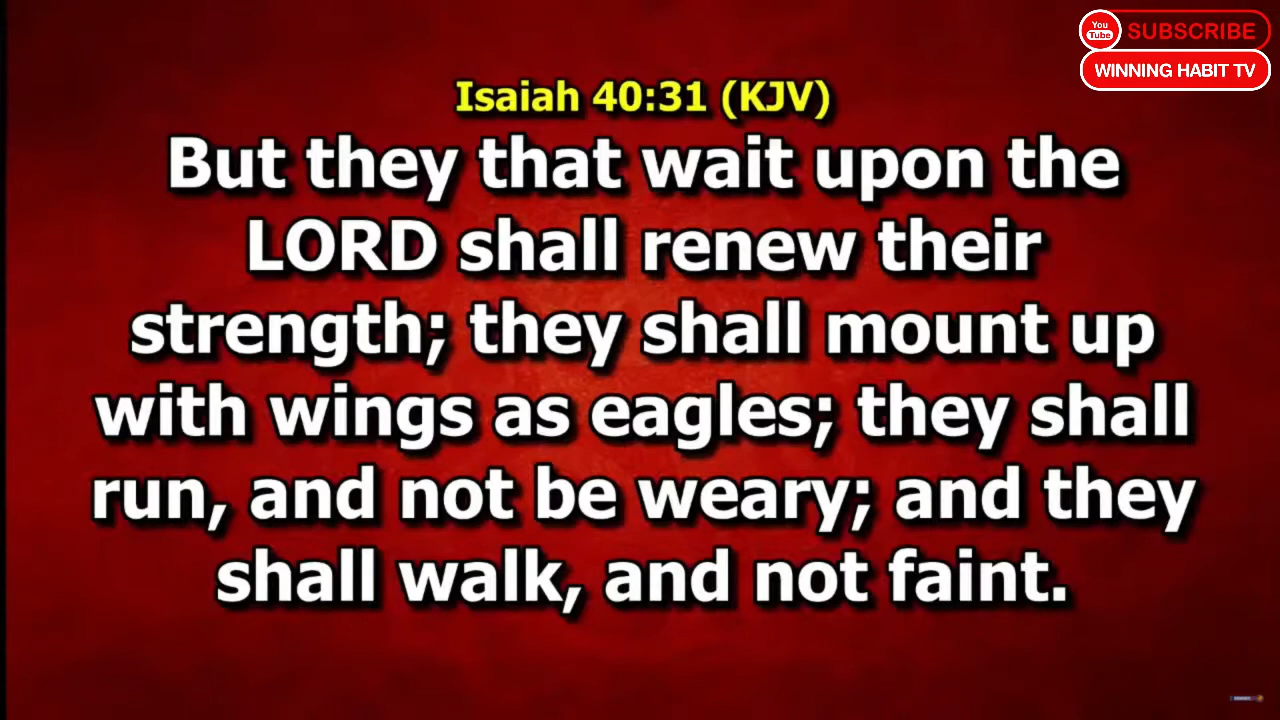 You
Tube
SUBSCRIBE
WINNING HABIT TV
Isaiah 40:31 (KJV)
But they that wait upon the
LORD shall renew their
strength; they shall mount up
with wings as eagles; they shall
run, and not be weary; and they
shall walk, and not faint.